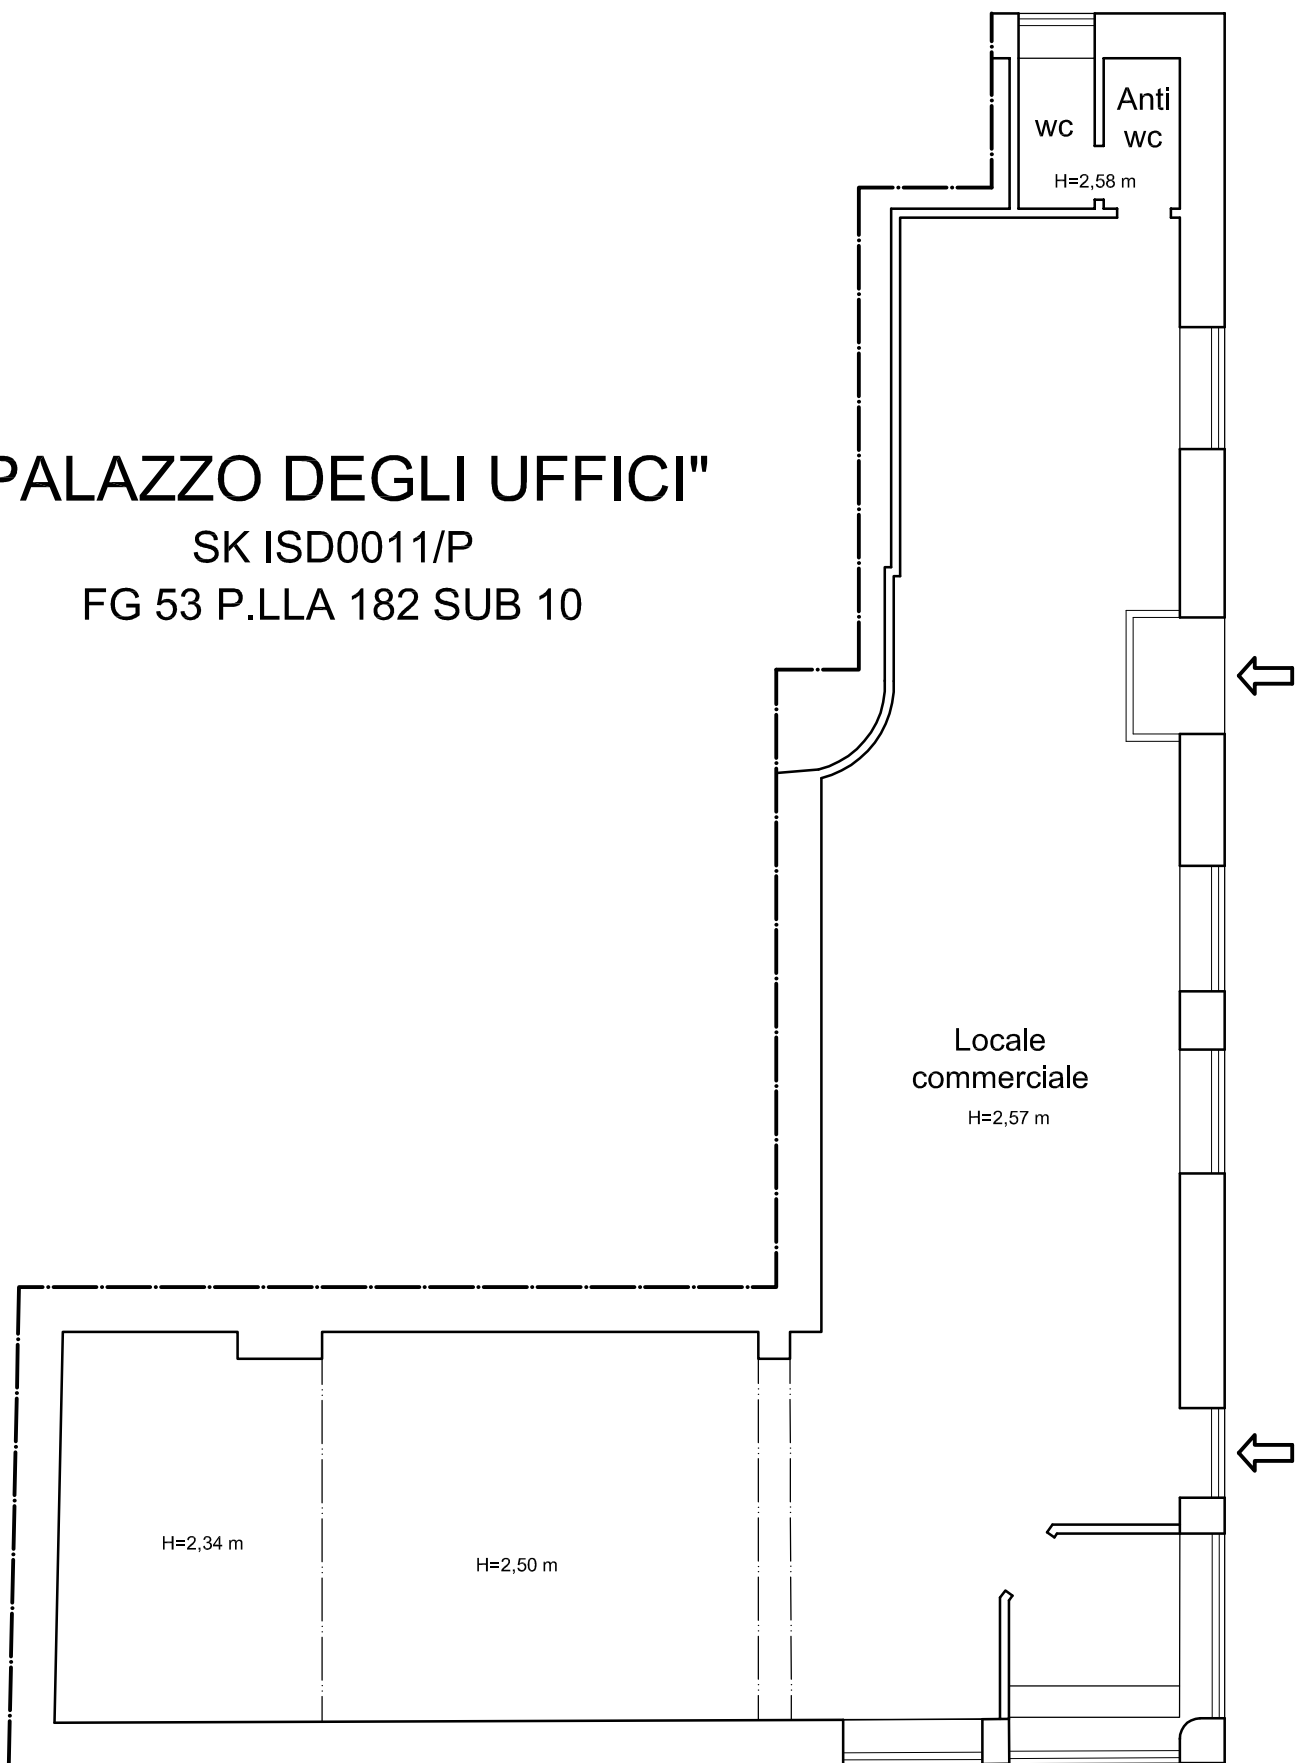 PALAZZO DEGLI UFFICI"
SK ISD0011/P
FG 53 P.LLA 182 SUB 10
wc
Anti
wc
H=2,58 m
Locale
commerciale
H=2,57 m
H=2,34 m
H=2,50 m